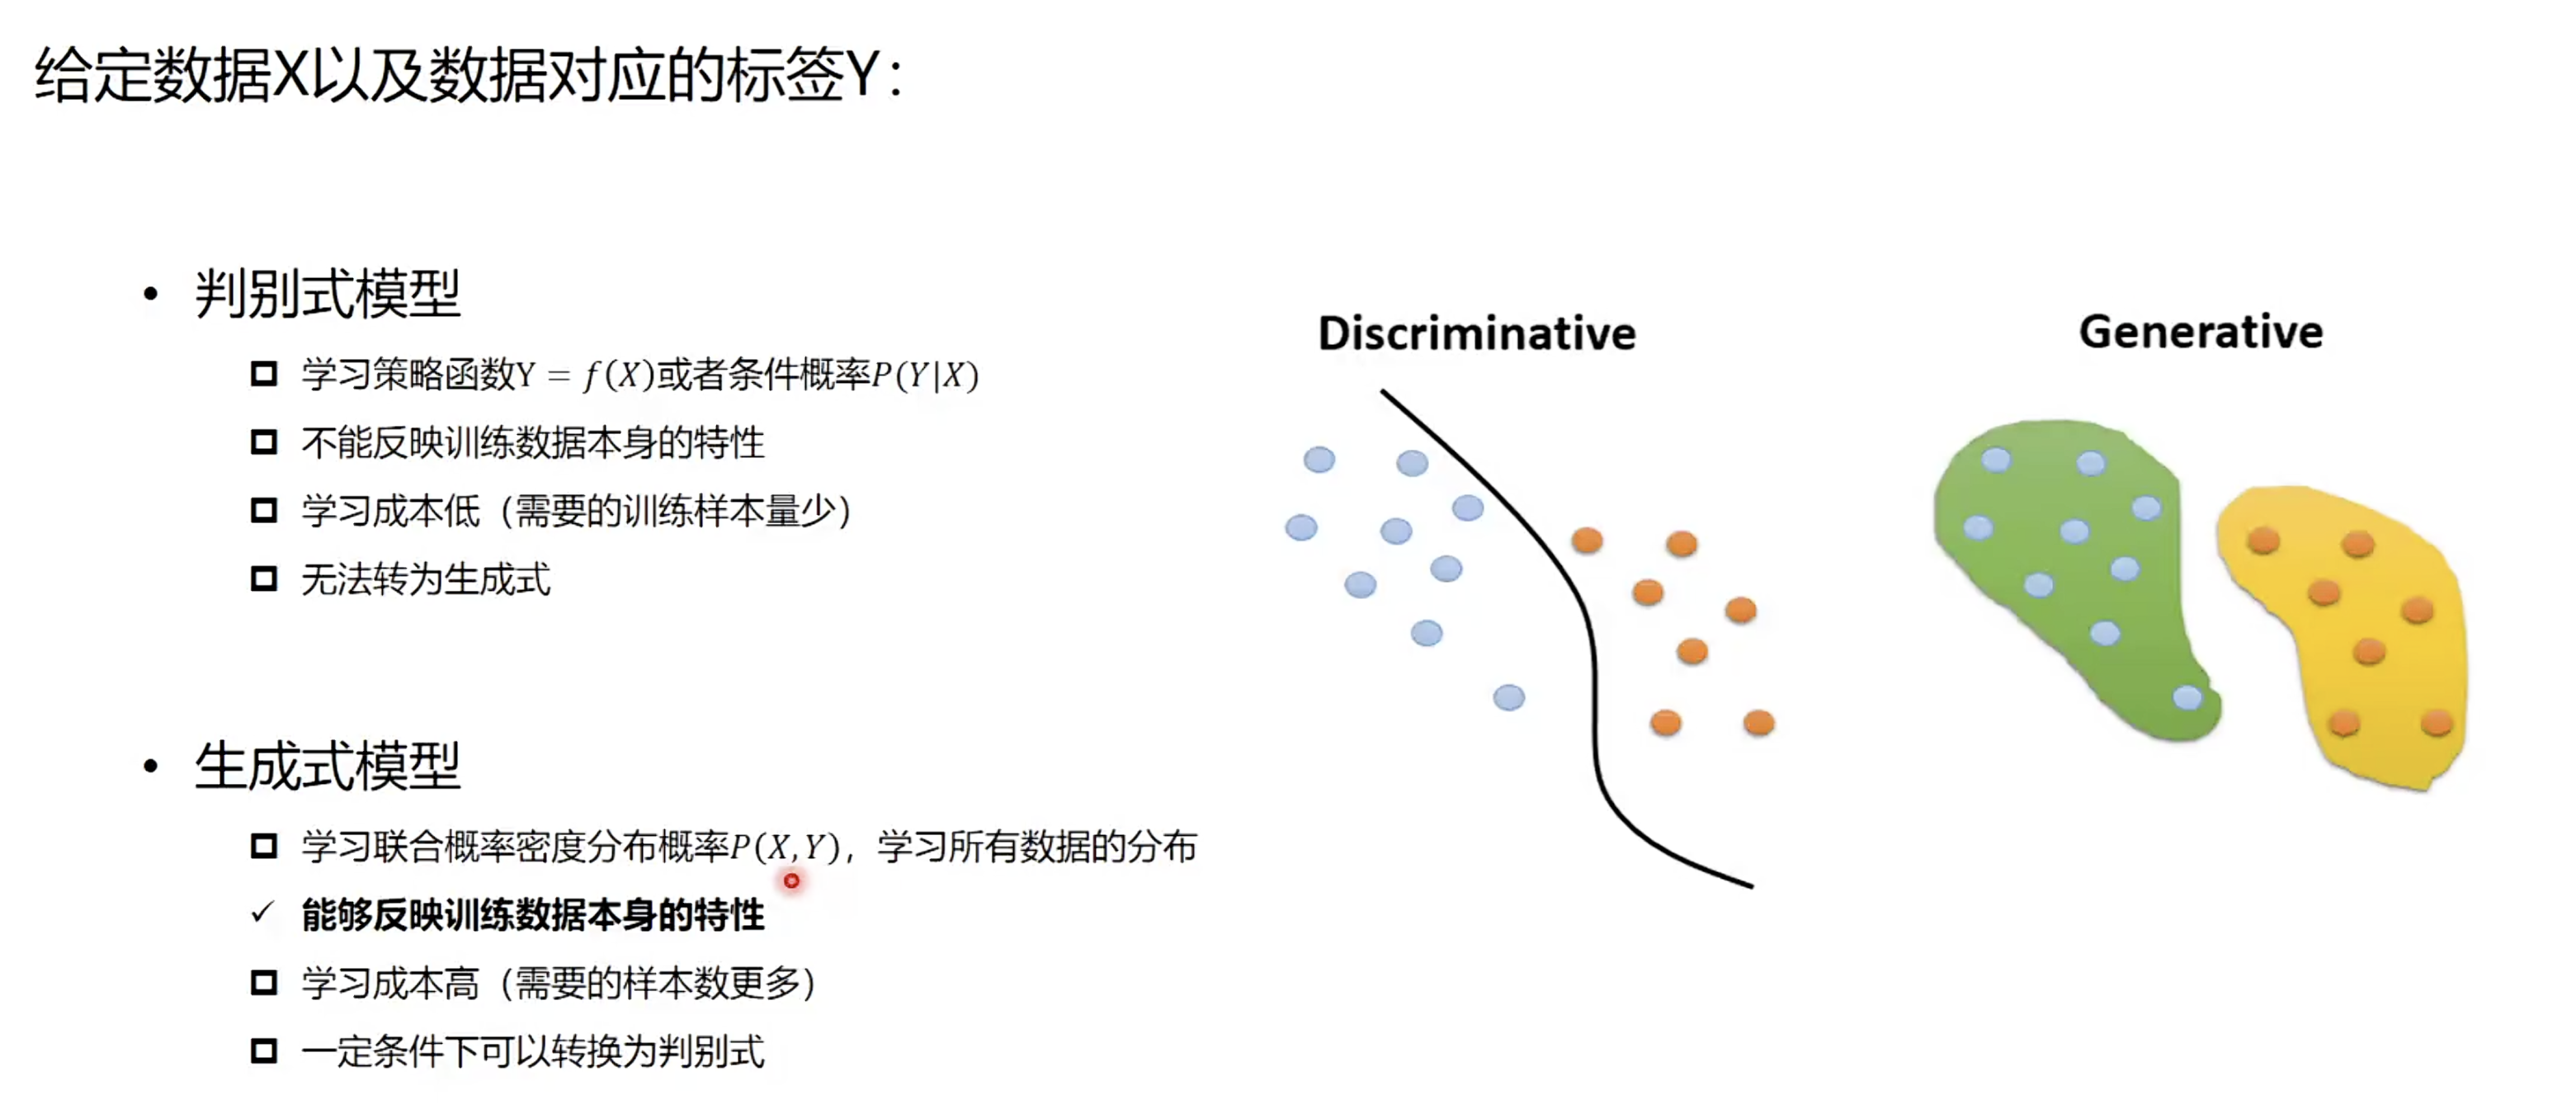 给定数据X以及数据对应的标签Y：
• 判别式模型
学习策略函数Y = f(X)或者条件概率P(Y|X)
不能反映训练数据本身的特性
学习成本低（需要的训练样本量少）
无法转为生成式
• 生成式模型
学习联合概率密度分布概率P(X,Y)，学习所有数据的分布
✓ 能够反映训练数据本身的特性
学习成本高（需要的样本数更多）
一定条件下可以转换为判别式
Discriminative
Generative